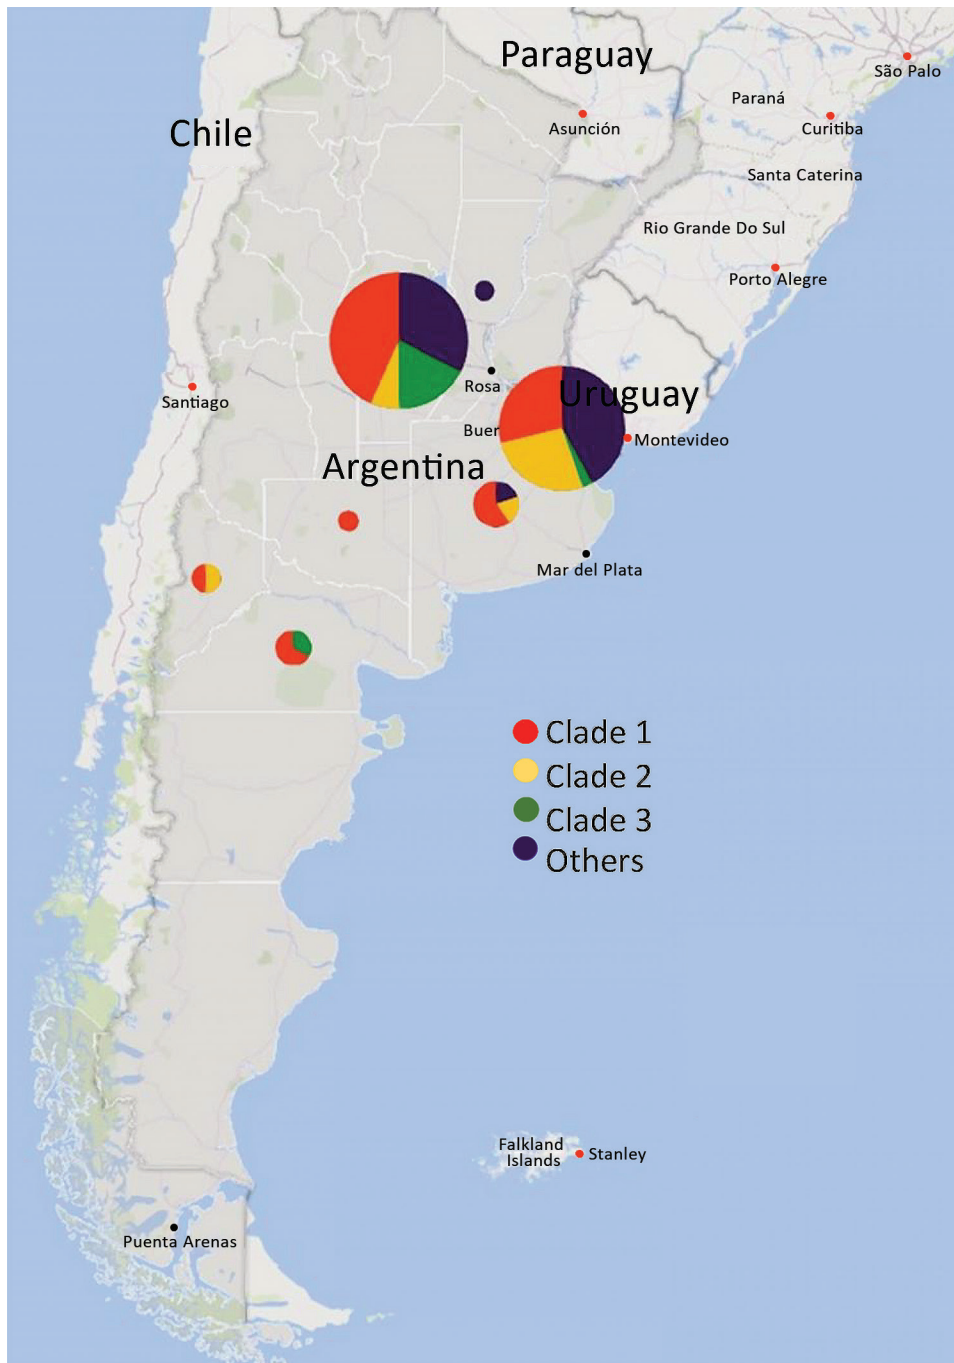 Paraguay
São Palo
Paraná
Asunción
Curitiba
Chile
Santa Caterina
Rio Grande Do Sul
Porto Alegre
Rosa
Uruguay
Santiago
Buer
Montevideo
Argentina
Mar del Plata
Clade 1
Clade 2
Clade 3
Others
Falkland
Islands
Stanley
Puenta Arenas